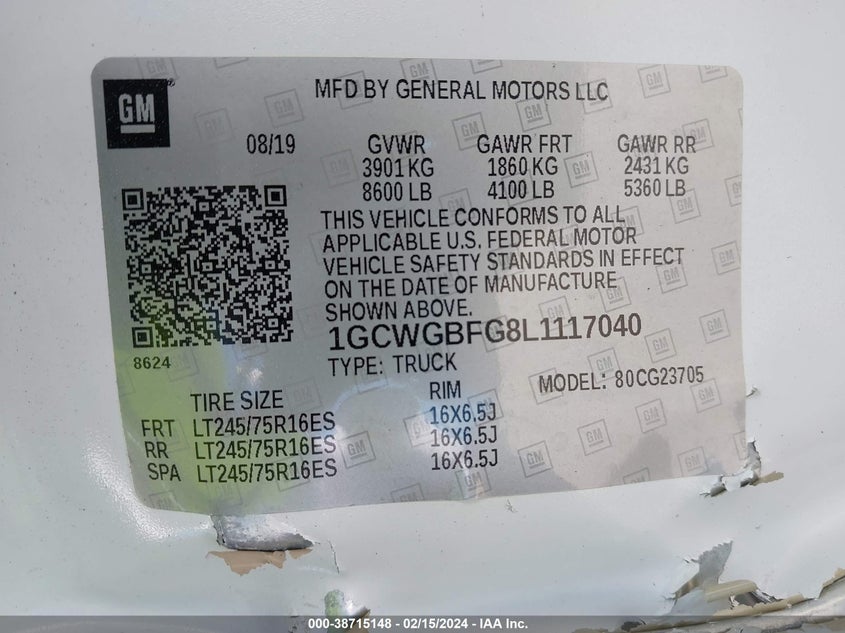 GM
MFD BY GENERAL MOTORS LLC
08/19 GVWR GAWR FRT GAWR RR
3901 KG 1860 KG 2431 KG
8600 LB 4100 LB 5360 LB
THIS VEHICLE CONFORMS TO ALL
APPLICABLE U.S. FEDERAL MOTOR
VEHICLE SAFETY STANDARDS IN EFFECT
ON THE DATE OF MANUFACTURE
SHOWN ABOVE.
1GCWGBFG8L1117040
8624 TYPE: TRUCK
MODEL: 80CG23705
TIRE SIZE RIM
FRT LT245/75R16ES 16X6.5J
RR LT245/75R16ES 16X6.5J
SPA LT245/75R16ES 16X6.5J
000-38715148 - 02/15/2024 - IAA Inc.